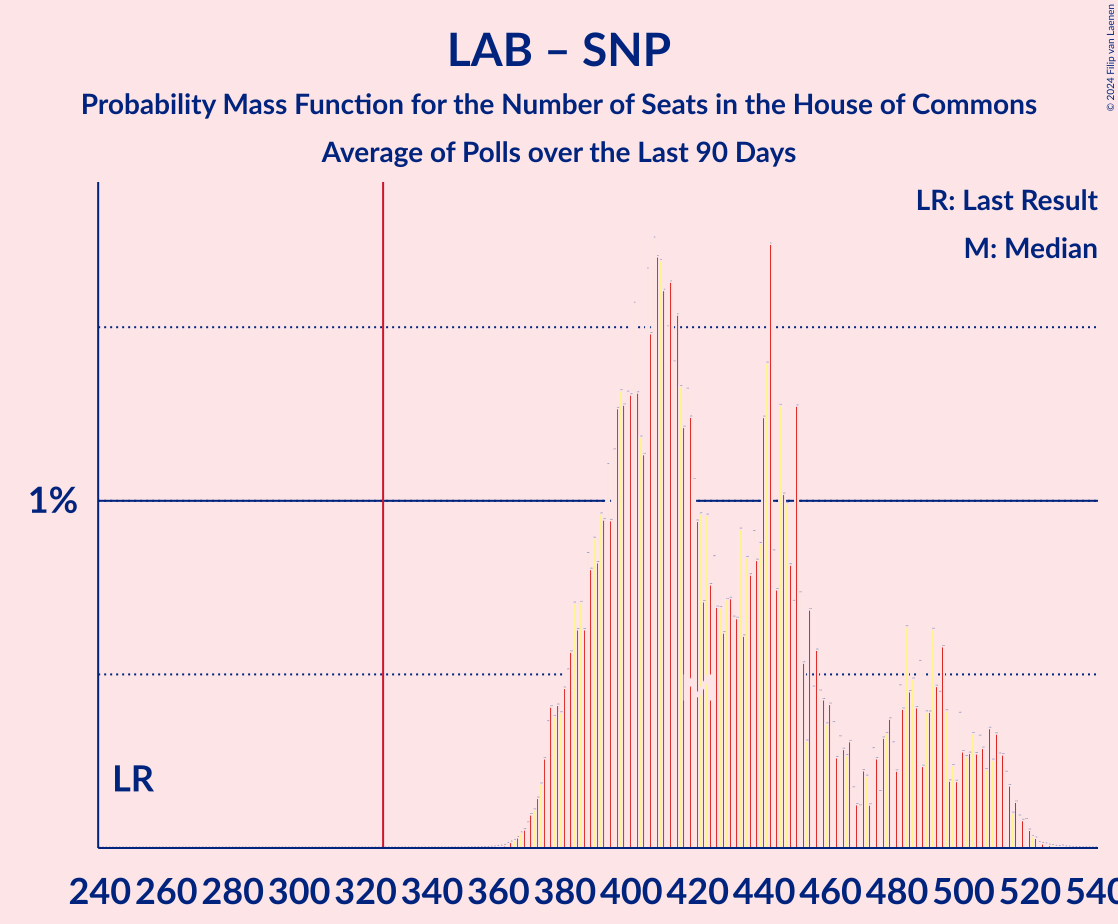 LAB – SNP
Probability Mass Function for the Number of Seats in the House of Commons
Average of Polls over the Last 90 Days
© 2024 Filip van Laenen
LR: Last Result
M: Median
1%
LR
240 260 280 300 320 340 360 380 400 420 440 460 480 500 520 540